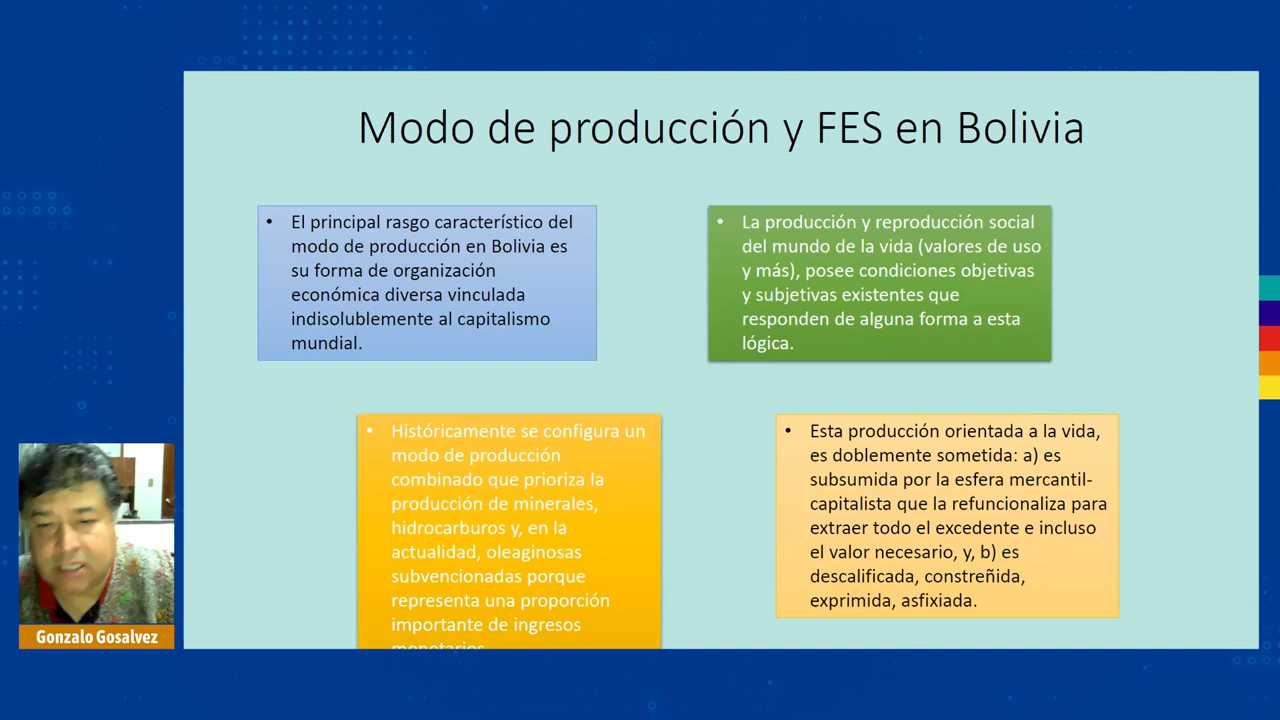 Modo de producción y FES en Bolivia
• El principal rasgo característico del
modo de producción en Bolivia es
su forma de organización
económica diversa vinculada
indisolublemente al capitalismo
mundial.
• La producción y reproducción social
del mundo de la vida (valores de uso
y más), posee condiciones objetivas
y subjetivas existentes que
responden de alguna forma a esta
lógica.
• Históricamente se configura un
modo de producción
combinado que prioriza la
producción de minerales,
hidrocarburos y, en la
actualidad, oleaginosas
subvencionadas porque
representa una proporción
importante de ingresos
monetarios
• Esta producción orientada a la vida,
es doblemente sometida: a) es
subsumida por la esfera mercantil-
capitalista que la refuncionaliza para
extraer todo el excedente e incluso
el valor necesario, y, b) es
descalificada, constreñida,
exprimida, asfixiada.
Gonzalo Gosalvez